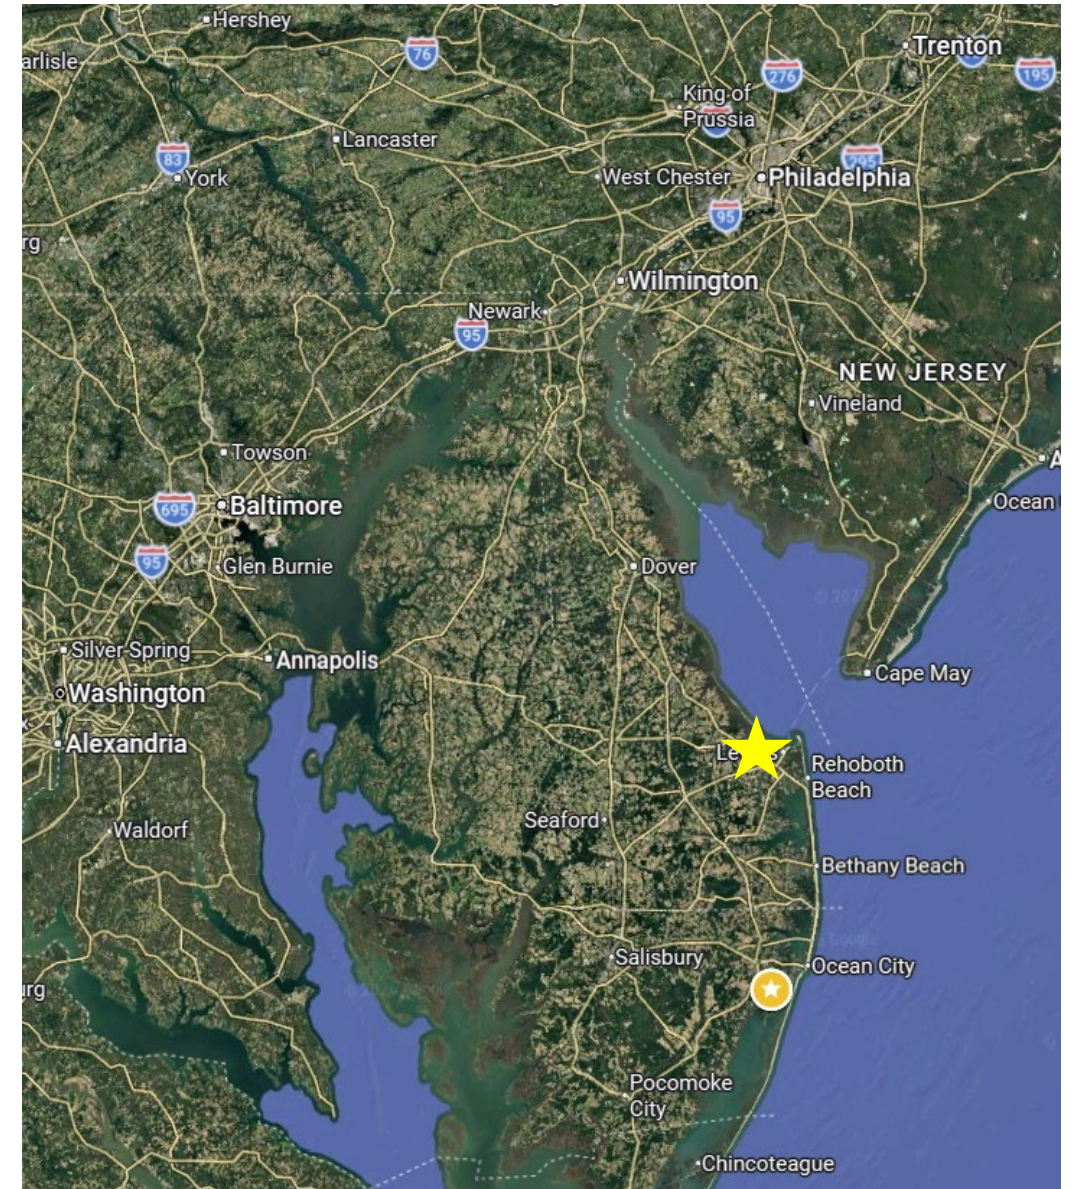 Hershey
76
Trenton
276
195
arlisle
King of
Prussia
Lancaster
83
York
295
West Chester
Philadelphia
95
rg
Wilmington
Newark
95
NEW JERSEY
Vineland
Towson
A
695
Baltimore
Ocean
95
Glen Burnie
Dover
Silver Spring
Annapolis
Cape May
Washington
Alexandria
Rehoboth
Beach
Waldorf
Seaford
Bethany Beach
Salisbury
Ocean City
urg
Google
Pocomoke
City
Chincoteague